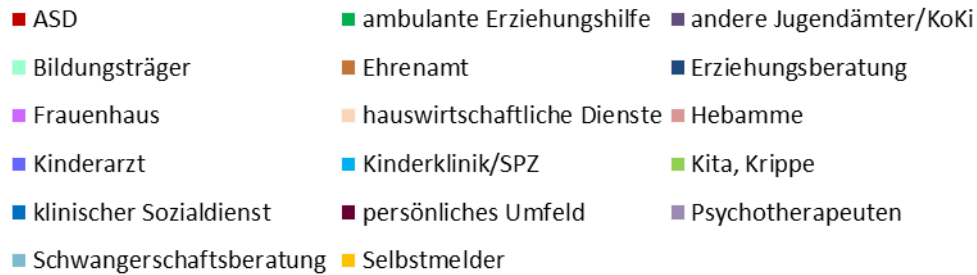 ASD ambulante Erziehungshilfe andere Jugendämter/KoKi
Bildungsträger Ehrenamt Erziehungsberatung
Frauenhaus hauswirtschaftliche Dienste Hebamme
Kinderarzt Kinderklinik/SPZ Kita, Krippe
klinischer Sozialdienst persönliches Umfeld Psychotherapeuten
Schwangerschaftsberatung Selbstmelder